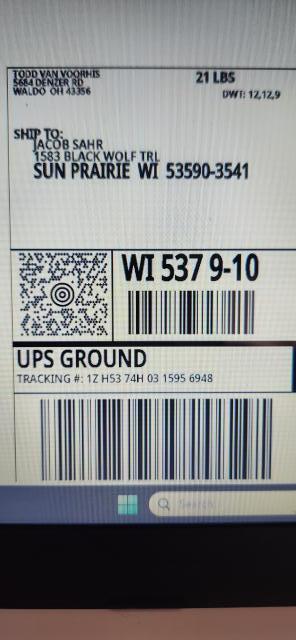 TODD VAN VOORHIS
5684 DENZER RD
WALDO OH 43356
21 LBS
DWT: 12,12,9
SHIP TO:
JACOB SAHR
1583 BLACK WOLF TRL
SUN PRAIRIE WI 53590-3541
WI 537 9-10
UPS GROUND
TRACKING #: 1Z H53 74H 03 1595 6948
Search